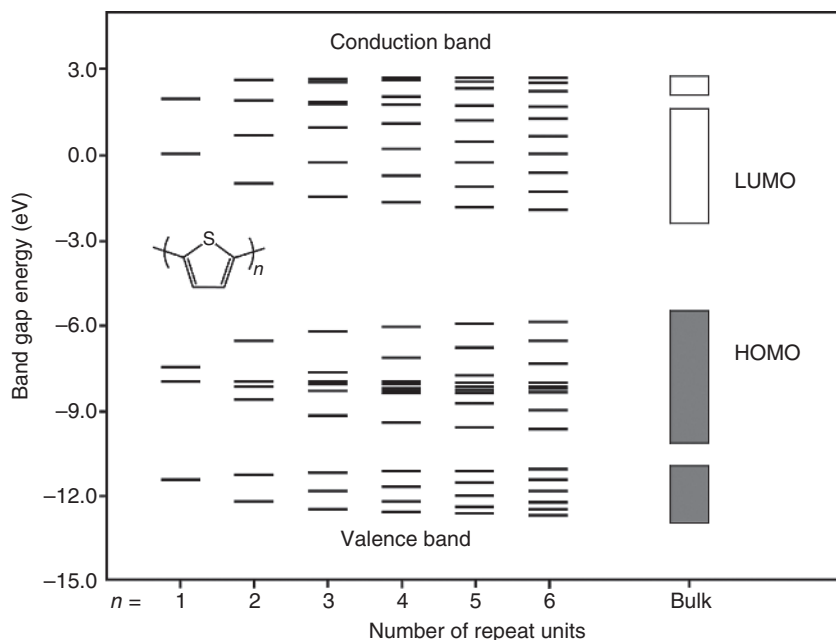 Conduction band
3.0
0.0
−3.0
−6.0
−9.0
−12.0
−15.0
Band gap energy (eV)
S
n
LUMO
HOMO
Valence band
n = 1 2 3 4 5 6 Bulk
Number of repeat units